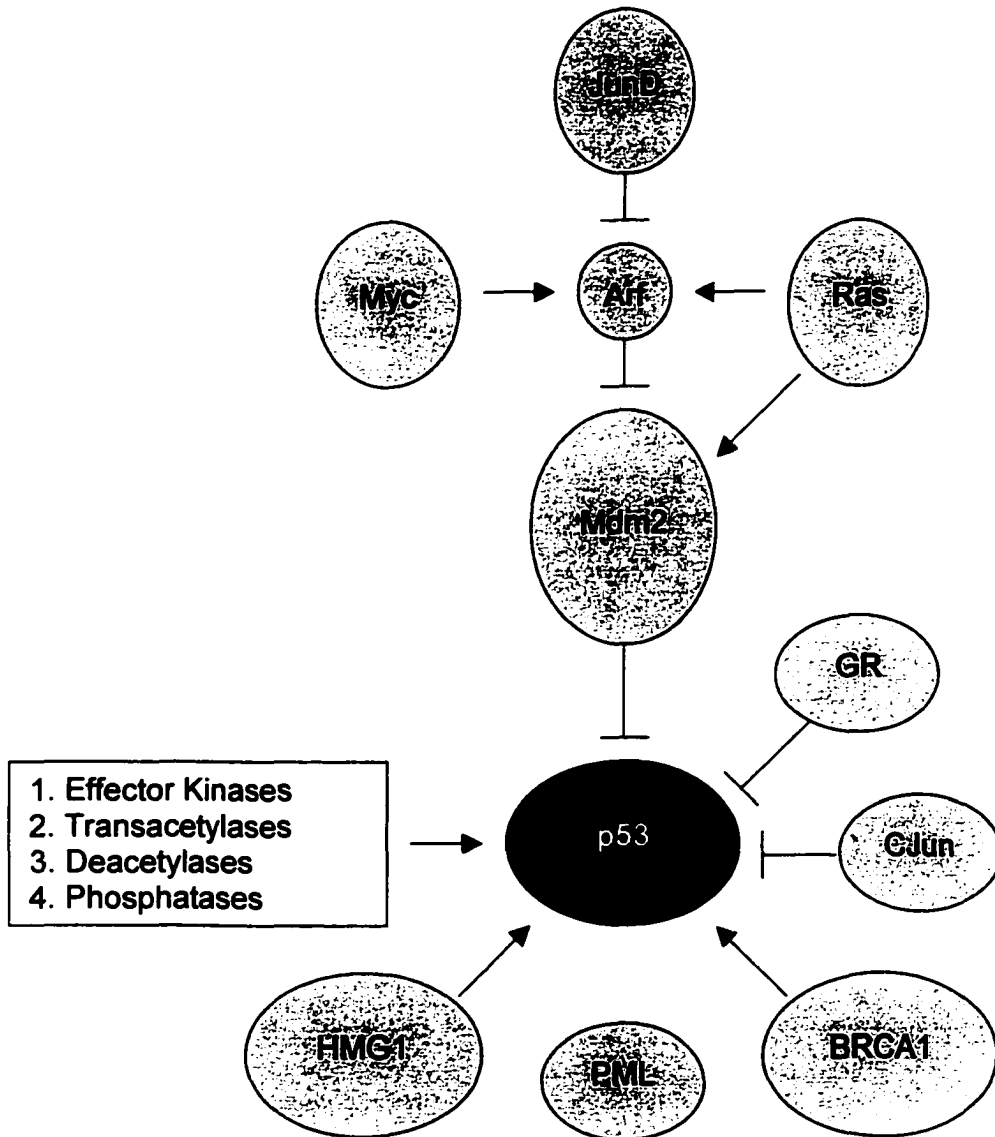 JunD
Myc
Arf
Ras
Mdm2
GR
1. Effector Kinases
2. Transacetylases
3. Deacetylases
4. Phosphatases
p53
CJun
HMG1
PML
BRCA1